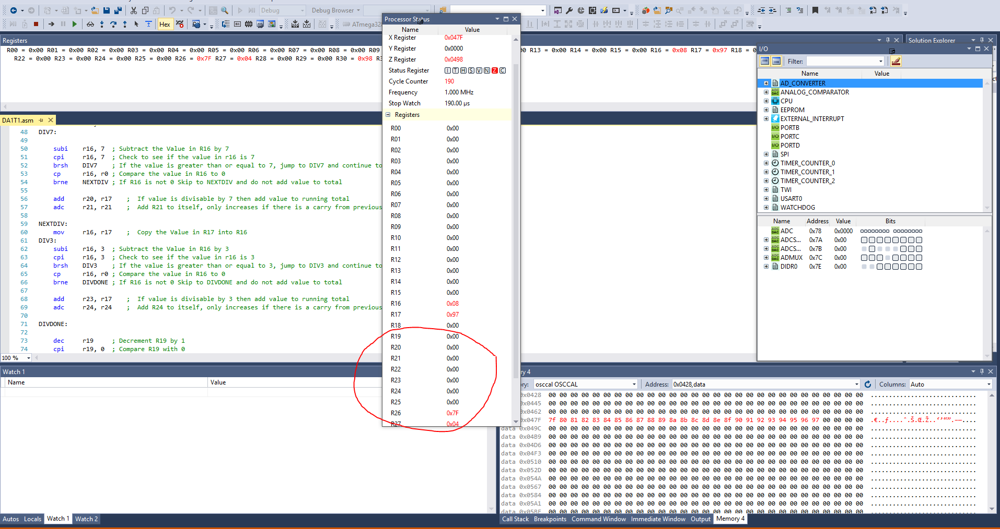 Debug
Debug Browser
Hex
ATmega32
Registers
R00 = 0x00 R01 = 0x00 R02 = 0x00 R03 = 0x00 R04 = 0x00 R05 = 0x00 R06 = 0x00 R07 = 0x00 R08 = 0x00 R09
00 R13 = 0x00 R14 = 0x00 R15 = 0x00 R16 = 0x08 R17 = 0x97 R18 = 0
R22 = 0x00 R23 = 0x00 R24 = 0x00 R25 = 0x00 R26 = 0x7F R27 = 0x04 R28 = 0x00 R29 = 0x00 R30 = 0x98 R3
DA1T1.asm
48 DIV7:
49
50 subi r16, 7 ; Subtract the Value in R16 by 7
51 cpi r16, 7 ; Check to see if the value in r16 is 7
52 brsh DIV7 ; If the value is greater than or equal to 7, jump to DIV7 and continue to
53 cp r16, r0 ; Compare the value in R16 to 0
54 brne NEXTDIV ; If R16 is not 0 Skip to NEXTDIV and do not add value to total
55
56 add r20, r17 ; If value is divisable by 7 then add value to running total
57 adc r21, r21 ; Add R21 to itself, only increases if there is a carry from previous
58
59 NEXTDIV:
60 mov r16, r17 ; Copy the Value in R17 into R16
61 DIV3:
62 subi r16, 3 ; Subtract the Value in R16 by 3
63 cpi r16, 3 ; Check to see if the value in r16 is 3
64 brsh DIV3 ; If the value is greater than or equal to 3, jump to DIV3 and continue to
65 cp r16, r0 ; Compare the value in R16 to 0
66 brne DIVDONE ; If R16 is not 0 Skip to DIVDONE and do not add value to total
67
68 add r23, r17 ; If value is divisable by 3 then add value to running total
69 adc r24, r24 ; Add R24 to itself, only increases if there is a carry from previous
70
71 DIVDONE:
72
73 dec r19 ; Decrement R19 by 1
74 cpi r19, 0 ; Compare R19 with 0
100 %
Processor Status
Name Value
X Register 0x047F
Y Register 0x0000
Z Register 0x0498
Status Register I T H S V N Z C
Cycle Counter 190
Frequency 1.000 MHz
Stop Watch 190.00 µs
Registers
R00 0x00
R01 0x00
R02 0x00
R03 0x00
R04 0x00
R05 0x00
R06 0x00
R07 0x00
R08 0x00
R09 0x00
R10 0x00
R11 0x00
R12 0x00
R13 0x00
R14 0x00
R15 0x00
R16 0x08
R17 0x97
R18 0x00
R19 0x00
R20 0x00
R21 0x00
R22 0x00
R23 0x00
R24 0x00
R25 0x00
R26 0x7F
R27 0x04
Solution Explorer
I/O
Filter:
Name Value
AD_CONVERTER
ANALOG_COMPARATOR
CPU
EEPROM
EXTERNAL_INTERRUPT
PORTB
PORTC
PORTD
SPI
TIMER_COUNTER_0
TIMER_COUNTER_1
TIMER_COUNTER_2
TWI
USART0
WATCHDOG
Name Address Value Bits
ADC 0x78 0x0000
ADCS... 0x7A 0x00
ADCS... 0x7B 0x00
ADMUX 0x7C 0x00
DIDR0 0x7E 0x00
Watch 1
Name Value
Autos Locals Watch 1 Watch 2
ry 4
ry: osccal OSCCAL Address: 0x0428,data Columns: Auto
0x0428 00 00 00 00 00 00 00 00 00 00 00 00 00 00 00 00 00 00 00 00 00 00 00 00 00 00 00 00 00 .............................
0x0445 00 00 00 00 00 00 00 00 00 00 00 00 00 00 00 00 00 00 00 00 00 00 00 00 00 00 00 00 00 .............................
0x0462 00 00 00 00 00 00 00 00 00 00 00 00 00 00 00 00 00 00 00 00 00 00 00 00 00 00 00 00 00 .............................
0x047F 7f 80 81 82 83 84 85 86 87 88 89 8a 8b 8c 8d 8e 8f 90 91 92 93 94 95 96 97 00 00 00 00 .€..ƒ....ˆ.Š.Œ.Ž..‘’“”.–—....
data 0x049C 00 00 00 00 00 00 00 00 00 00 00 00 00 00 00 00 00 00 00 00 00 00 00 00 00 00 00 00 00 .............................
data 0x04B9 00 00 00 00 00 00 00 00 00 00 00 00 00 00 00 00 00 00 00 00 00 00 00 00 00 00 00 00 00 .............................
data 0x04D6 00 00 00 00 00 00 00 00 00 00 00 00 00 00 00 00 00 00 00 00 00 00 00 00 00 00 00 00 00 .............................
data 0x04F3 00 00 00 00 00 00 00 00 00 00 00 00 00 00 00 00 00 00 00 00 00 00 00 00 00 00 00 00 00 .............................
data 0x0510 00 00 00 00 00 00 00 00 00 00 00 00 00 00 00 00 00 00 00 00 00 00 00 00 00 00 00 00 00 .............................
data 0x052D 00 00 00 00 00 00 00 00 00 00 00 00 00 00 00 00 00 00 00 00 00 00 00 00 00 00 00 00 00 .............................
data 0x054A 00 00 00 00 00 00 00 00 00 00 00 00 00 00 00 00 00 00 00 00 00 00 00 00 00 00 00 00 00 .............................
data 0x0567 00 00 00 00 00 00 00 00 00 00 00 00 00 00 00 00 00 00 00 00 00 00 00 00 00 00 00 00 00 .............................
data 0x0584 00 00 00 00 00 00 00 00 00 00 00 00 00 00 00 00 00 00 00 00 00 00 00 00 00 00 00 00 00 .............................
data 0x05A1 00 00 00 00 00 00 00 00 00 00 00 00 00 00 00 00 00 00 00 00 00 00 00 00 00 00 00 00 00 .............................
data 0x05BE 00 00 00 00 00 00 00 00 00 00 00 00 00 00 00 00 00 00 00 00 00 00 00 00 00 00 00 00 00 .............................
Call Stack Breakpoints Command Window Immediate Window Output Memory 4